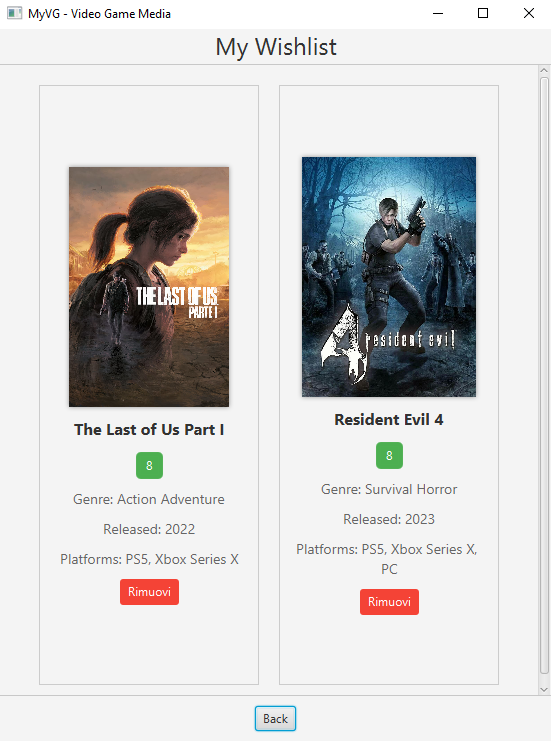 MyVG - Video Game Media
My Wishlist
THE LAST OF US
PARTE I
The Last of Us Part I
8
Genre: Action Adventure
Released: 2022
Platforms: PS5, Xbox Series X
Rimuovi
4 resident evil
Resident Evil 4
8
Genre: Survival Horror
Released: 2023
Platforms: PS5, Xbox Series X,
PC
Rimuovi
Back